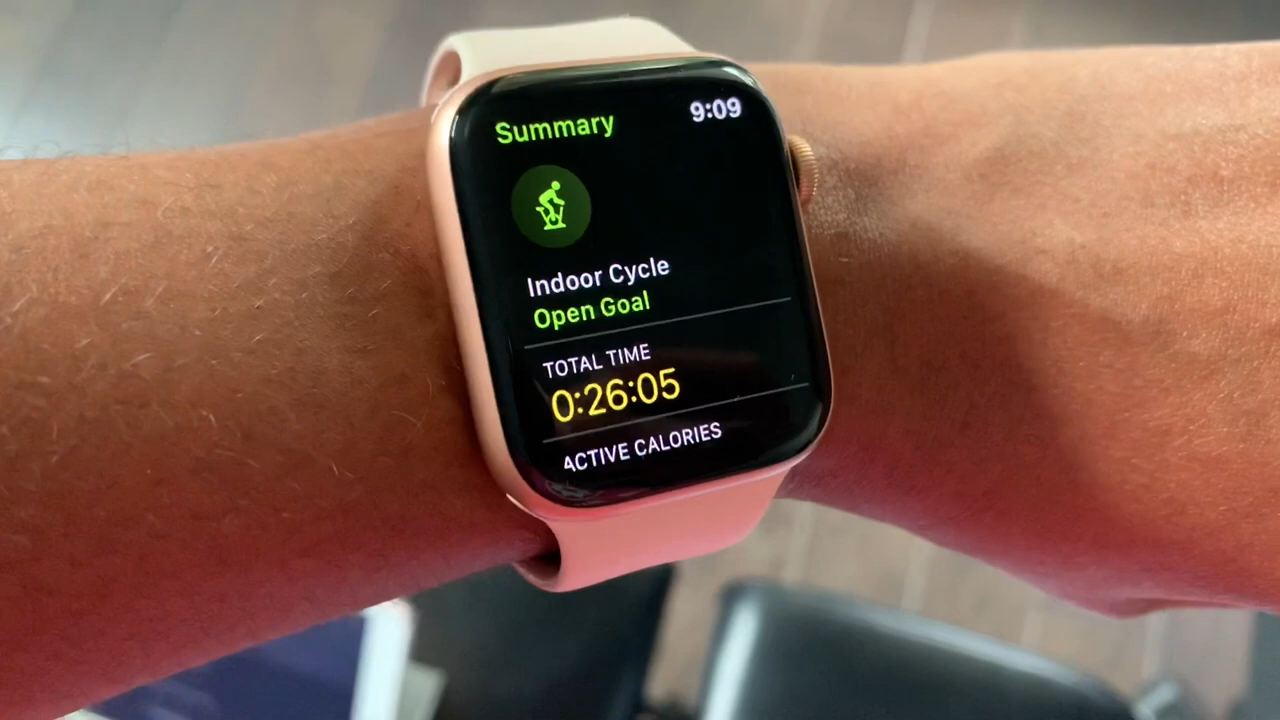 Summary
9:09
Indoor Cycle
Open Goal
TOTAL TIME
0:26:05
ACTIVE CALORIES